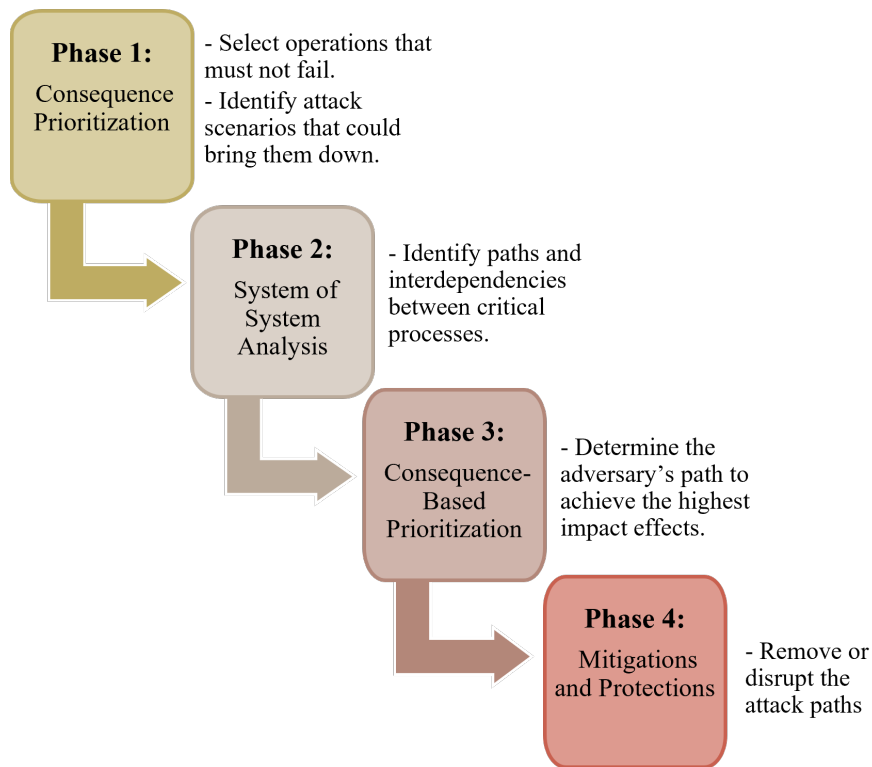 Phase 1:
Consequence
Prioritization
- Select operations that
must not fail.
- Identify attack
scenarios that could
bring them down.
Phase 2:
System of
System
Analysis
- Identify paths and
interdependencies
between critical
processes.
Phase 3:
Consequence-
Based
Prioritization
- Determine the
adversary’s path to
achieve the highest
impact effects.
Phase 4:
Mitigations
and Protections
- Remove or
disrupt the
attack paths